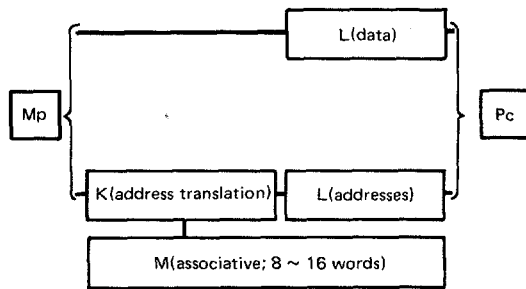 L(data)
Mp
Pc
K(address translation)
L(addresses)
M(associative; 8 ~ 16 words)